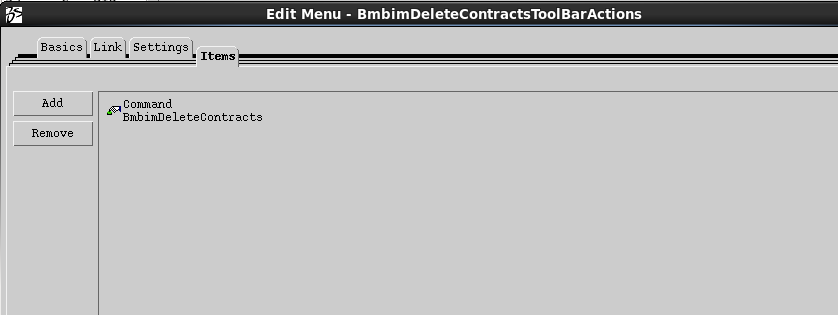 Edit Menu - BmbimDeleteContractsToolBarActions
Basics Link Settings Items
Add
Command
BmbimDeleteContracts
Remove